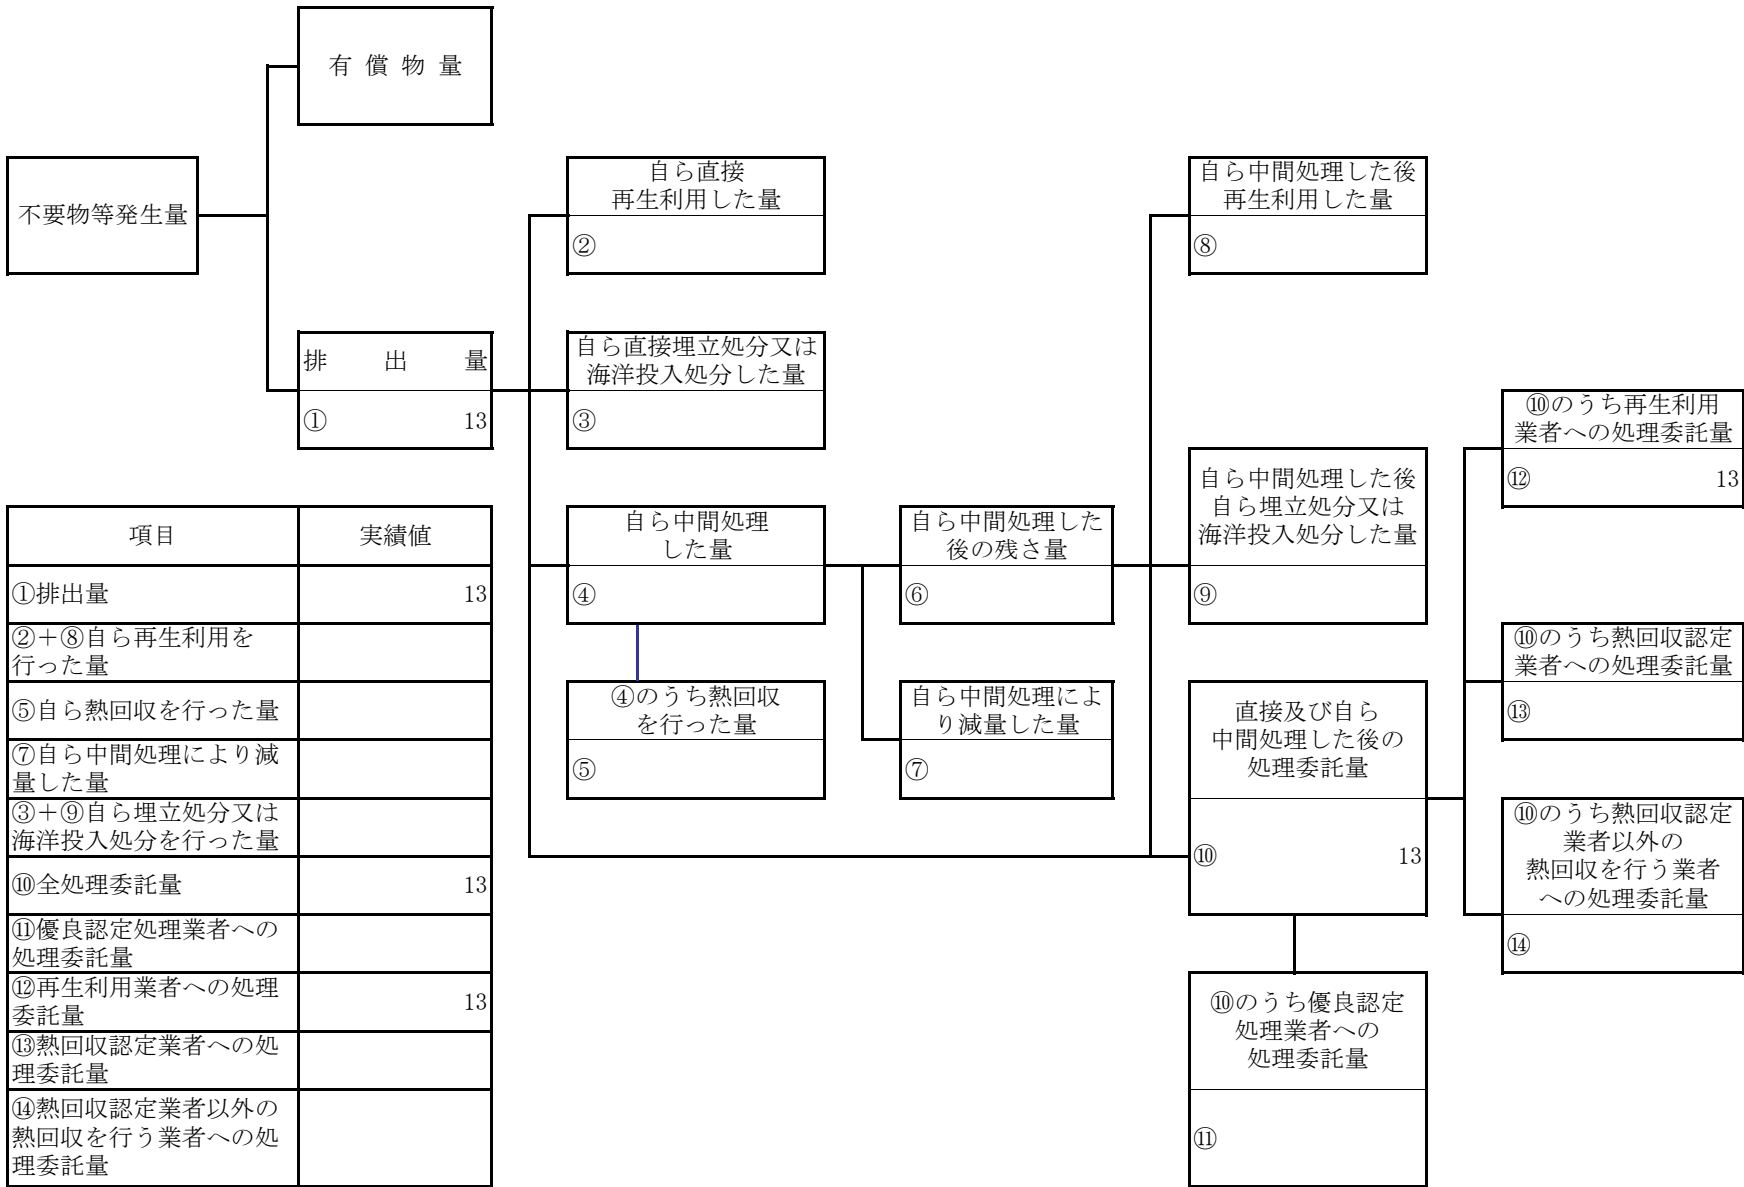 有 償 物 量
不要物等発生量
自ら直接
再生利用した量
②
自ら中間処理した後
再生利用した量
⑧
排 出 量
① 13
自ら直接埋立処分又は
海洋投入処分した量
③
⑩のうち再生利用
業者への処理委託量
⑫ 13
自ら中間処理
した量
④
自ら中間処理した
後の残さ量
⑥
自ら中間処理した後
自ら埋立処分又は
海洋投入処分した量
⑨
⑩のうち熱回収認定
業者への処理委託量
⑬
④のうち熱回収
を行った量
⑤
自ら中間処理によ
り減量した量
⑦
直接及び自ら
中間処理した後の
処理委託量
⑩ 13
⑩のうち熱回収認定
業者以外の
熱回収を行う業者
への処理委託量
⑭
⑩のうち優良認定
処理業者への
処理委託量
⑪
項目 実績値
①排出量 13
②+⑧自ら再生利用を
行った量
⑤自ら熱回収を行った量
⑦自ら中間処理により減
量した量
③+⑨自ら埋立処分又は
海洋投入処分を行った量
⑩全処理委託量 13
⑪優良認定処理業者への
処理委託量
⑫再生利用業者への処理
委託量 13
⑬熱回収認定業者への処
理委託量
⑭熱回収認定業者以外の
熱回収を行う業者への処
理委託量